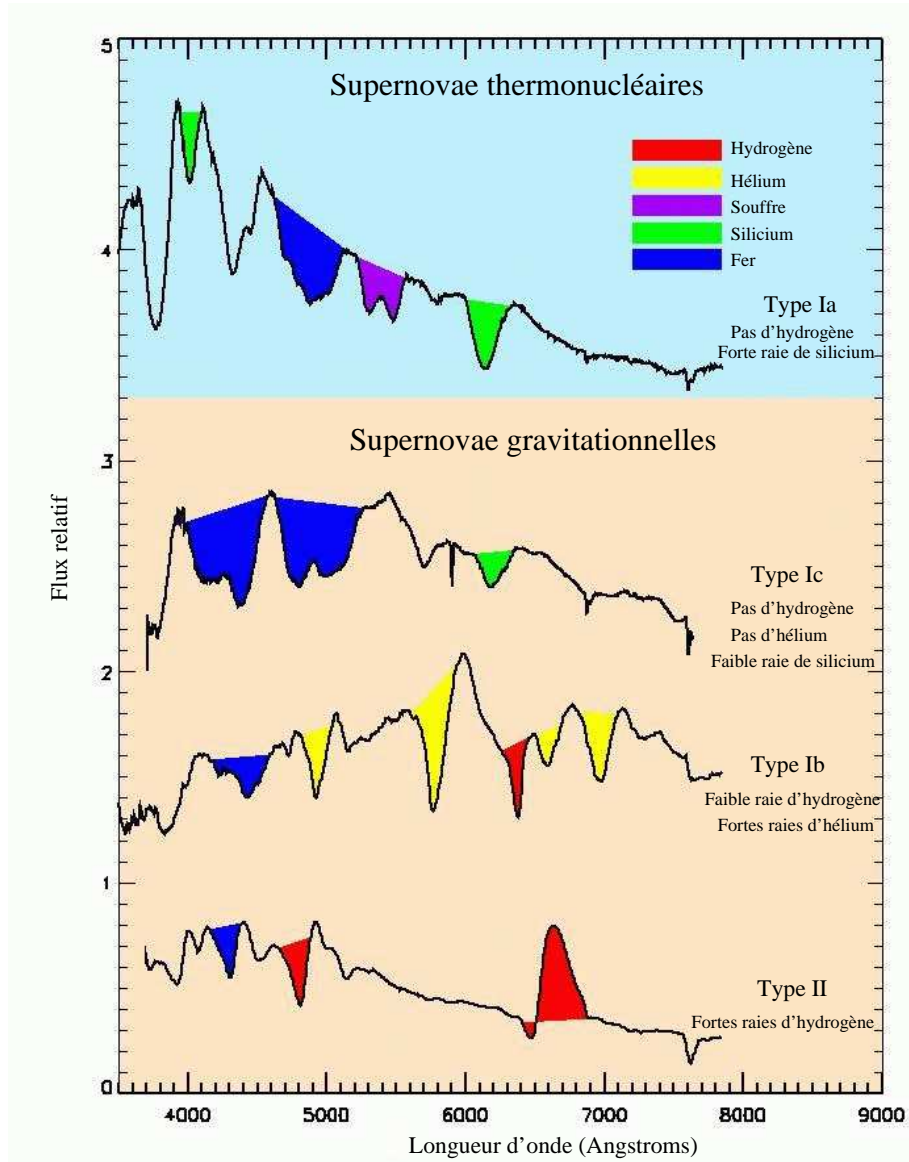 Supernovae thermonucléaires
Hydrogène
Hélium
Souffre
Silicium
Fer
Type Ia
Pas d'hydrogène
Forte raie de silicium
Supernovae gravitationnelles
Type Ic
Pas d'hydrogène
Pas d'hélium
Faible raie de silicium
Type Ib
Faible raie d'hydrogène
Fortes raies d'hélium
Type II
Fortes raies d'hydrogène
Flux relatif
5
4
3
2
1
0
4000 5000 6000 7000 8000 9000
Longueur d'onde (Angstroms)